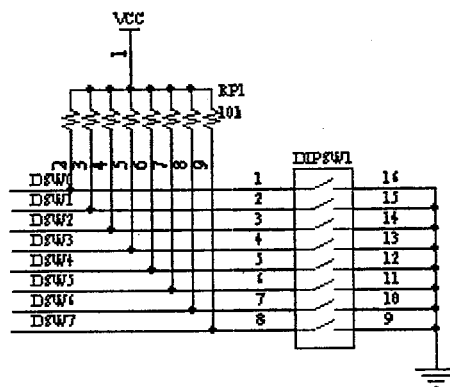 VCC
1
RP1
101
2 3 4 5 6 7 8 9
DIPSW1
DSW0 1 16
DSW1 2 15
DSW2 3 14
DSW3 4 13
DSW4 5 12
DSW5 6 11
DSW6 7 10
DSW7 8 9